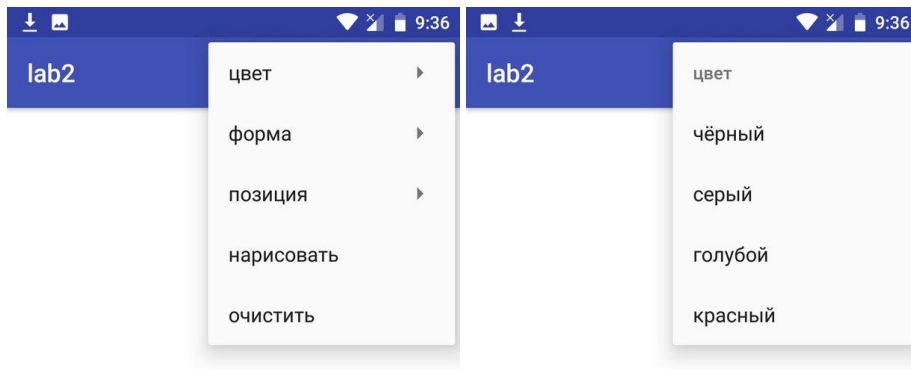 9:36
lab2
цвет
форма
позиция
нарисовать
очистить
9:36
lab2
цвет
чёрный
серый
голубой
красный